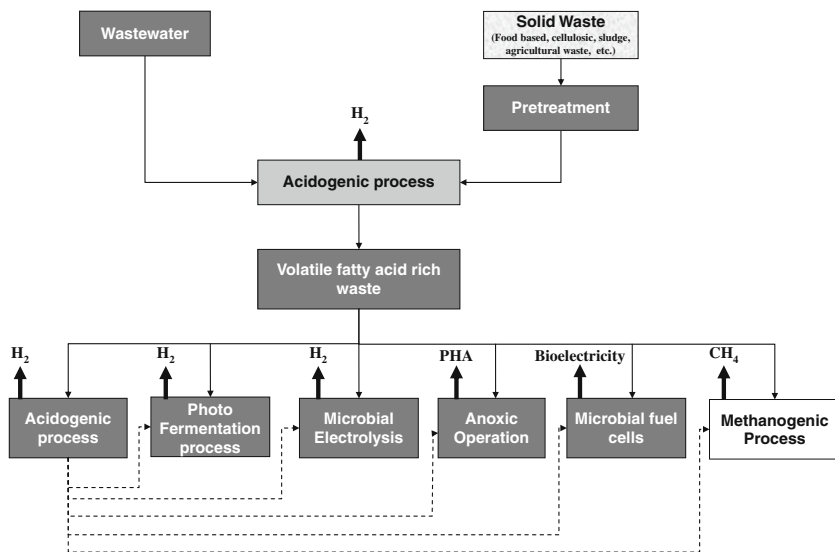 Wastewater
Solid Waste
(Food based, cellulosic, sludge,
agricultural waste, etc.)
Pretreatment
H₂
Acidogenic process
Volatile fatty acid rich
waste
H₂
H₂
H₂
PHA
Bioelectricity
CH₄
Acidogenic
process
Photo
Fermentation
process
Microbial
Electrolysis
Anoxic
Operation
Microbial fuel
cells
Methanogenic
Process